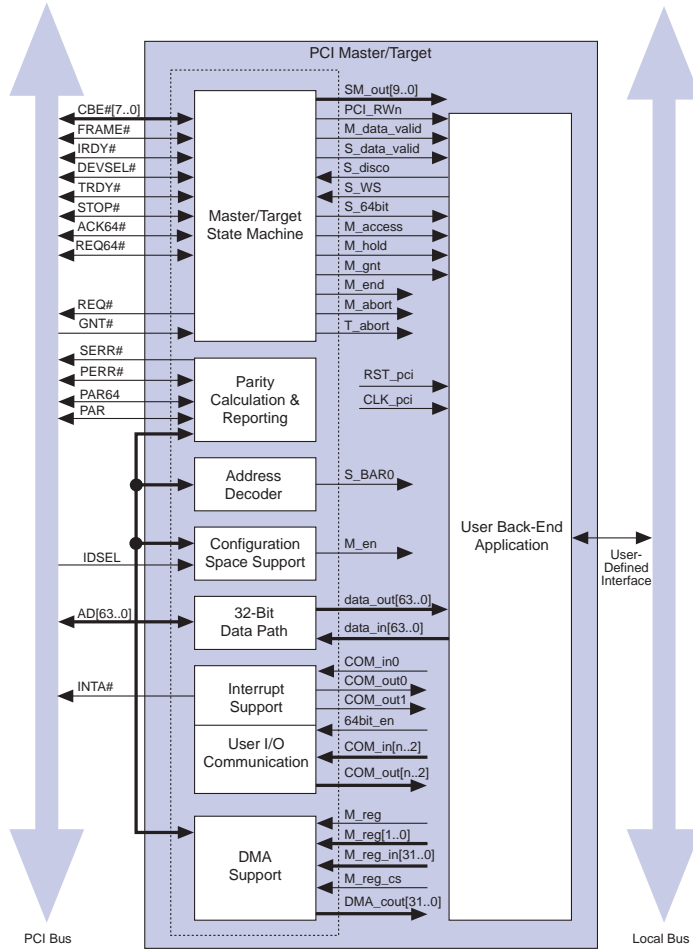 PCI Master/Target
SM_out[9..0]
CBE#[7..0]
PCI_RWn
FRAME#
M_data_valid
IRDY#
S_data_valid
DEVSEL#
S_disco
TRDY#
S_WS
STOP#
Master/Target
State Machine
S_64bit
ACK64#
M_access
REQ64#
M_hold
M_gnt
M_end
REQ#
M_abort
GNT#
T_abort
SERR#
PERR#
Parity
Calculation &
Reporting
RST_pci
PAR64
CLK_pci
PAR
Address
Decoder
S_BAR0
User Back-End
Application
Configuration
Space Support
M_en
IDSEL
User-
Defined
Interface
AD[63..0]
32-Bit
Data Path
data_out[63..0]
data_in[63..0]
COM_in0
INTA#
Interrupt
Support
COM_out0
COM_out1
64bit_en
User I/O
Communication
COM_in[n..2]
COM_out[n..2]
M_reg
M_reg[1..0]
DMA
Support
M_reg_in[31..0]
M_reg_cs
DMA_cout[31..0]
PCI Bus
Local Bus